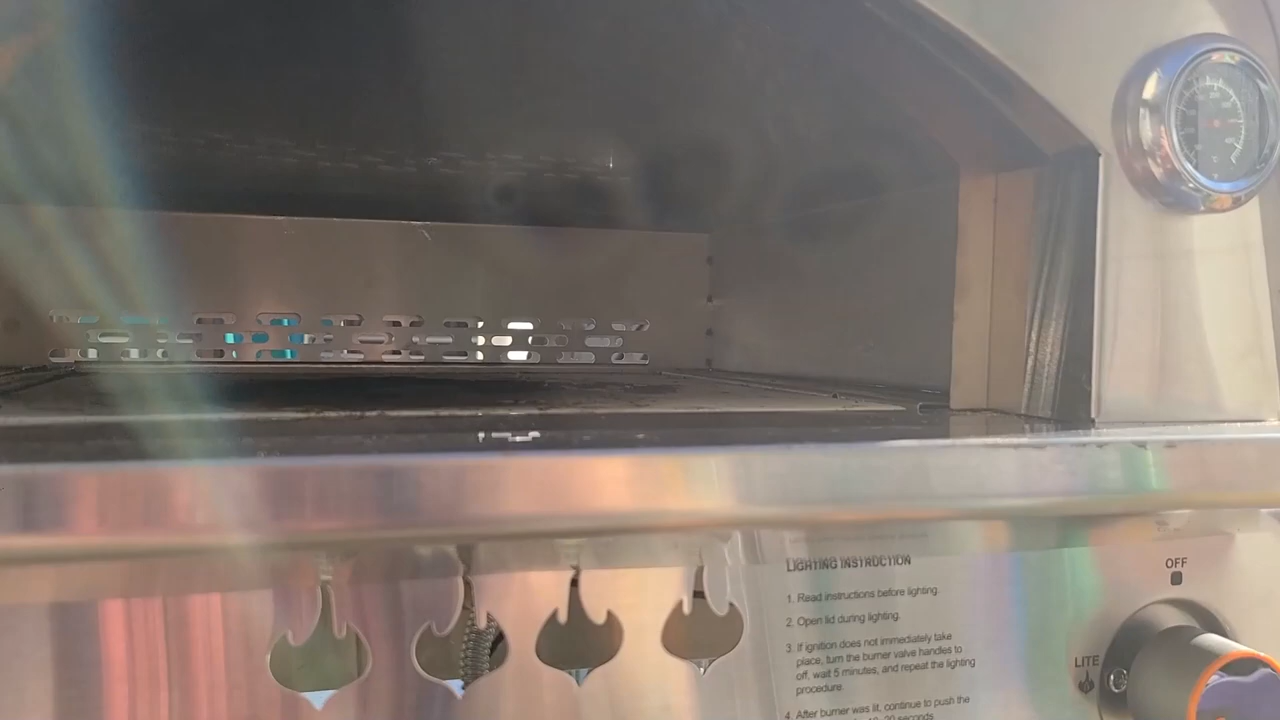 LIGHTING INSTRUCTION
1. Read instructions before lighting.
2. Open lid during lighting.
3. If ignition does not immediately take
place, turn the burner valve handles to
off, wait 5 minutes, and repeat the lighting
procedure.
4. After burner was lit, continue to push the
20 seconds
OFF
LITE